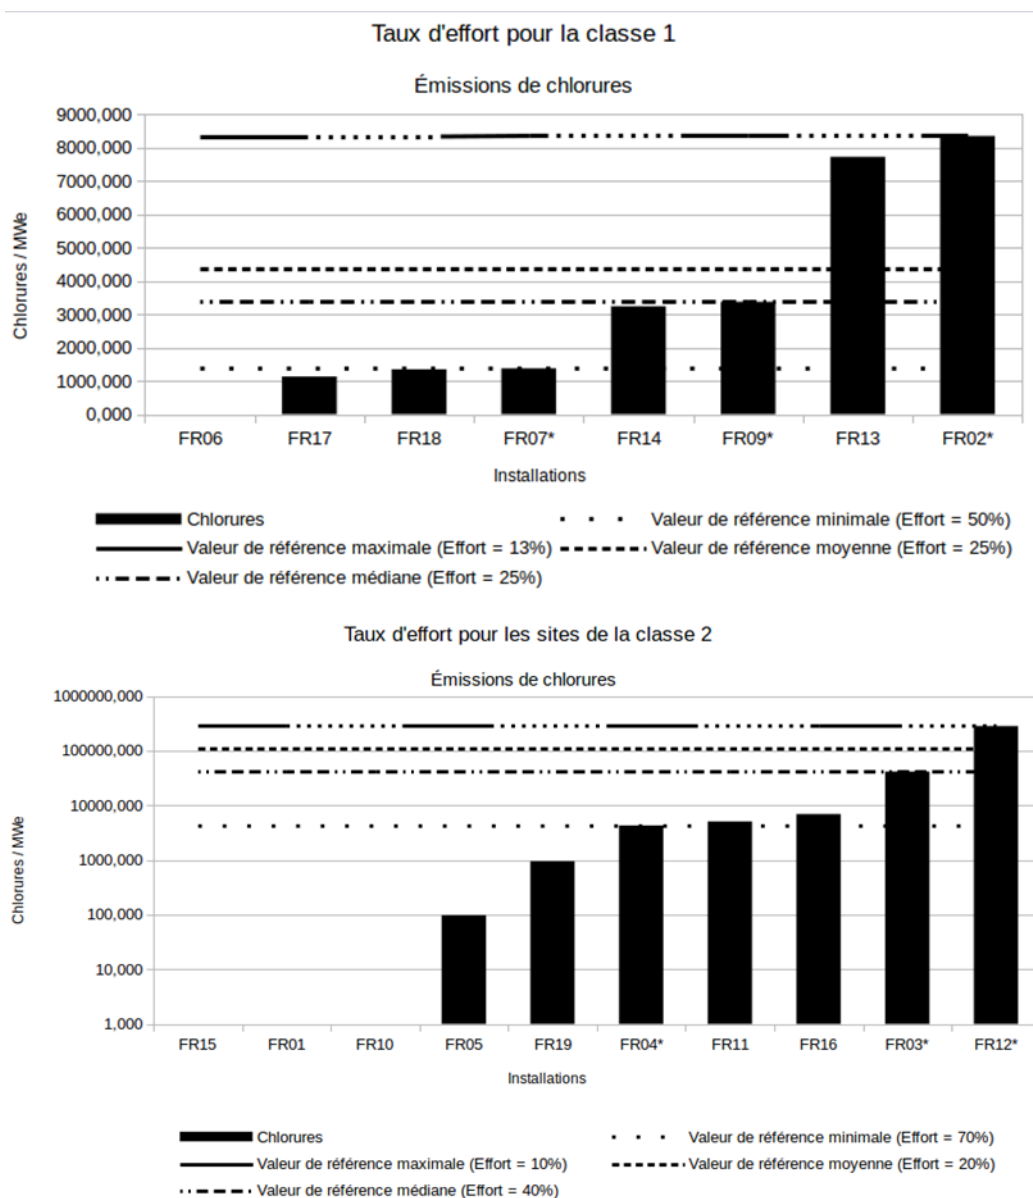 Taux d'effort pour la classe 1
Émissions de chlorures
Chlorures / MWe
9000,000
8000,000
7000,000
6000,000
5000,000
4000,000
3000,000
2000,000
1000,000
0,000
FR06 FR17 FR18 FR07* FR14 FR09* FR13 FR02*
Installations
Chlorures Valeur de référence minimale (Effort = 50%)
Valeur de référence maximale (Effort = 13%) Valeur de référence moyenne (Effort = 25%)
Valeur de référence médiane (Effort = 25%)
Taux d'effort pour les sites de la classe 2
Émissions de chlorures
Chlorures / MWe
1000000,000
100000,000
10000,000
1000,000
100,000
10,000
1,000
FR15 FR01 FR10 FR05 FR19 FR04* FR11 FR16 FR03* FR12*
Installations
Chlorures Valeur de référence minimale (Effort = 70%)
Valeur de référence maximale (Effort = 10%) Valeur de référence moyenne (Effort = 20%)
Valeur de référence médiane (Effort = 40%)